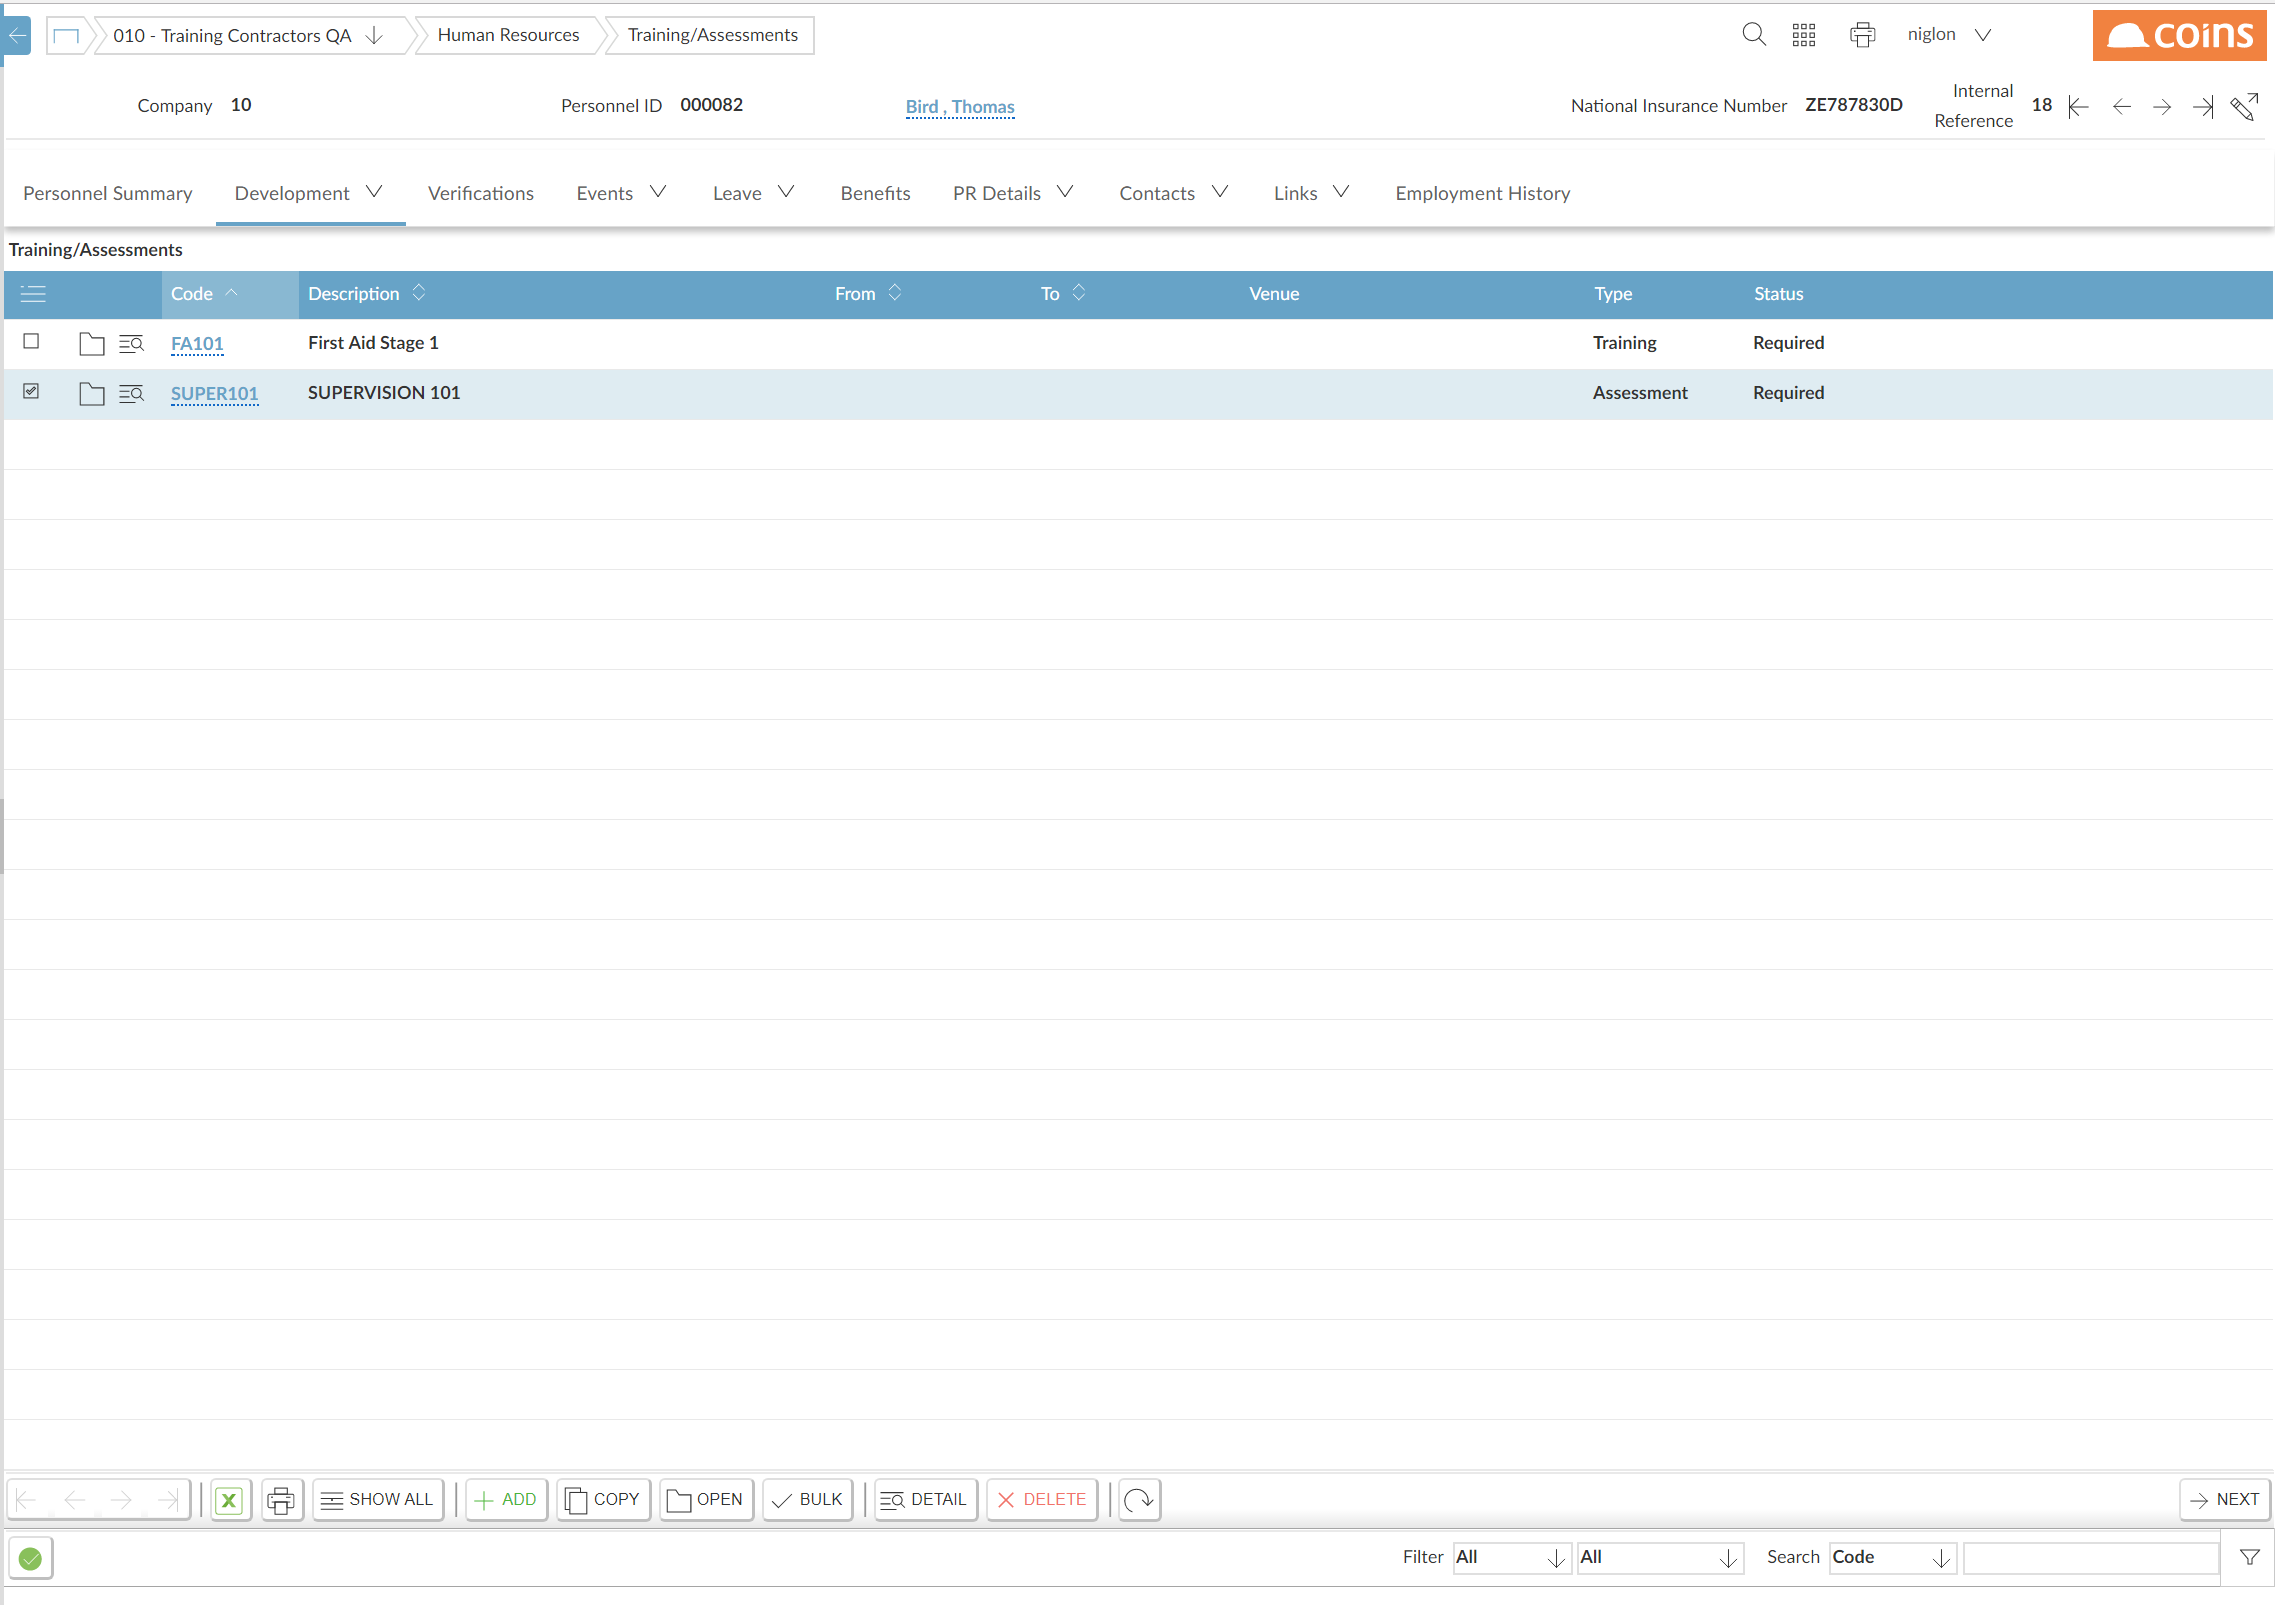 010 - Training Contractors QA
Human Resources
Training/Assessments
niglon
coins
Company 10
Personnel ID 000082
Bird , Thomas
National Insurance Number ZE787830D
Internal Reference 18
Personnel Summary
Development
Verifications
Events
Leave
Benefits
PR Details
Contacts
Links
Employment History
Training/Assessments
Code Description From To Venue Type Status
FA101 First Aid Stage 1 Training Required
SUPER101 SUPERVISION 101 Assessment Required
SHOW ALL
ADD
COPY
OPEN
BULK
DETAIL
DELETE
NEXT
Filter All All Search Code